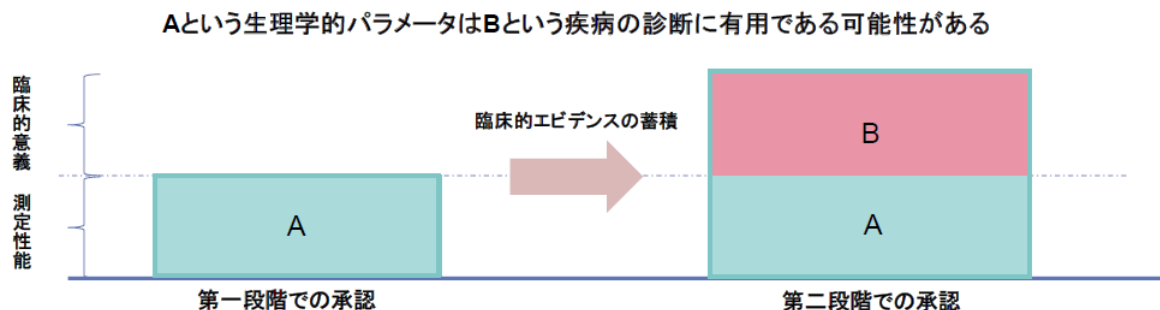 Aという生理学的パラメータはBという疾病の診断に有用である可能性がある
臨床的意義
測定性能
臨床的エビデンスの蓄積
A
B
A
第一段階での承認
第二段階での承認